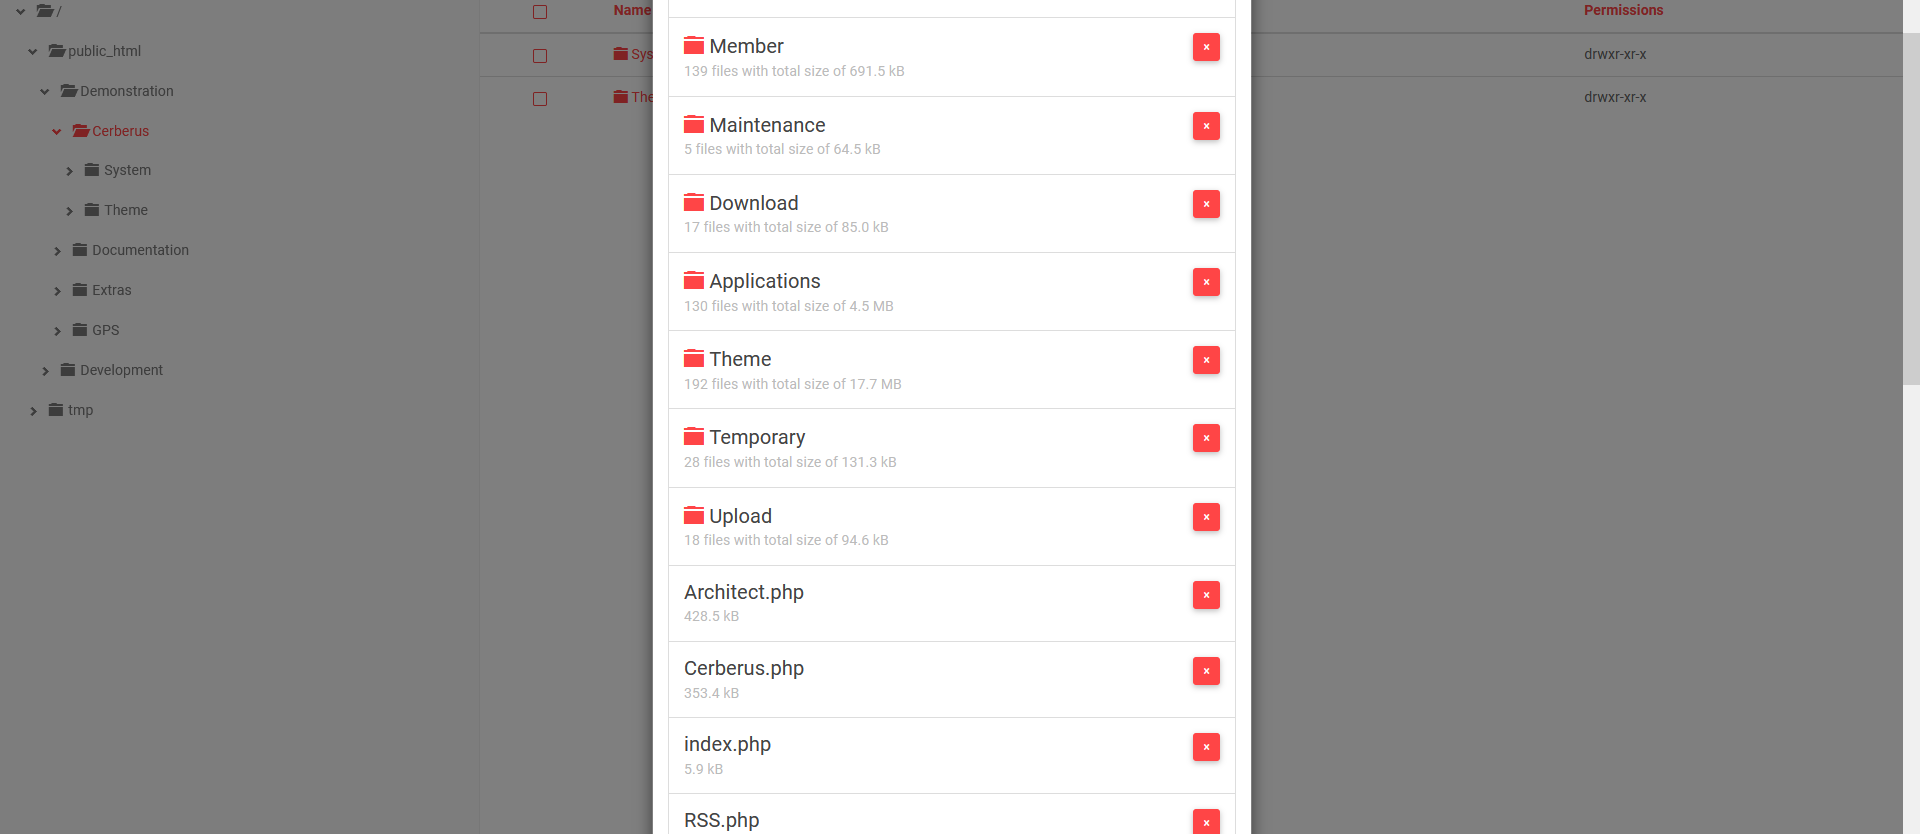 /
public_html
Demonstration
Cerberus
System
Theme
Documentation
Extras
GPS
Development
tmp
Name
Permissions
Sys
drwxr-xr-x
The
drwxr-xr-x
Member
×
139 files with total size of 691.5 kB
Maintenance
×
5 files with total size of 64.5 kB
Download
×
17 files with total size of 85.0 kB
Applications
×
130 files with total size of 4.5 MB
Theme
×
192 files with total size of 17.7 MB
Temporary
×
28 files with total size of 131.3 kB
Upload
×
18 files with total size of 94.6 kB
Architect.php
×
428.5 kB
Cerberus.php
×
353.4 kB
index.php
×
5.9 kB
RSS.php
×